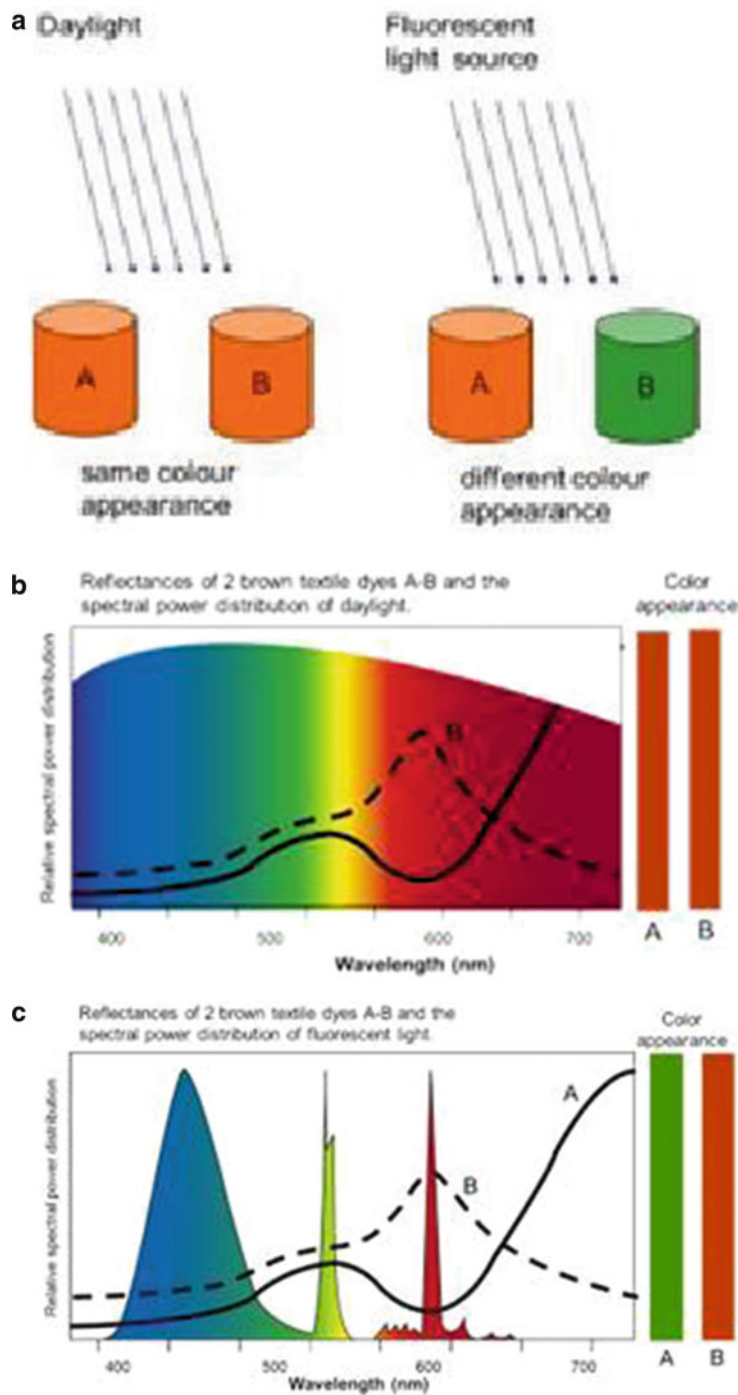 a
Daylight
Fluorescent
light source
A
B
A
B
same colour
appearance
different colour
appearance
b
Reflectances of 2 brown textile dyes A-B and the
spectral power distribution of daylight.
Color
appearance
Relative spectral power distribution
B
400
500
600
700
Wavelength (nm)
A
B
c
Reflectances of 2 brown textile dyes A-B and the
spectral power distribution of fluorescent light.
Color
appearance
Relative spectral power distribution
A
B
400
500
600
700
Wavelength (nm)
A
B